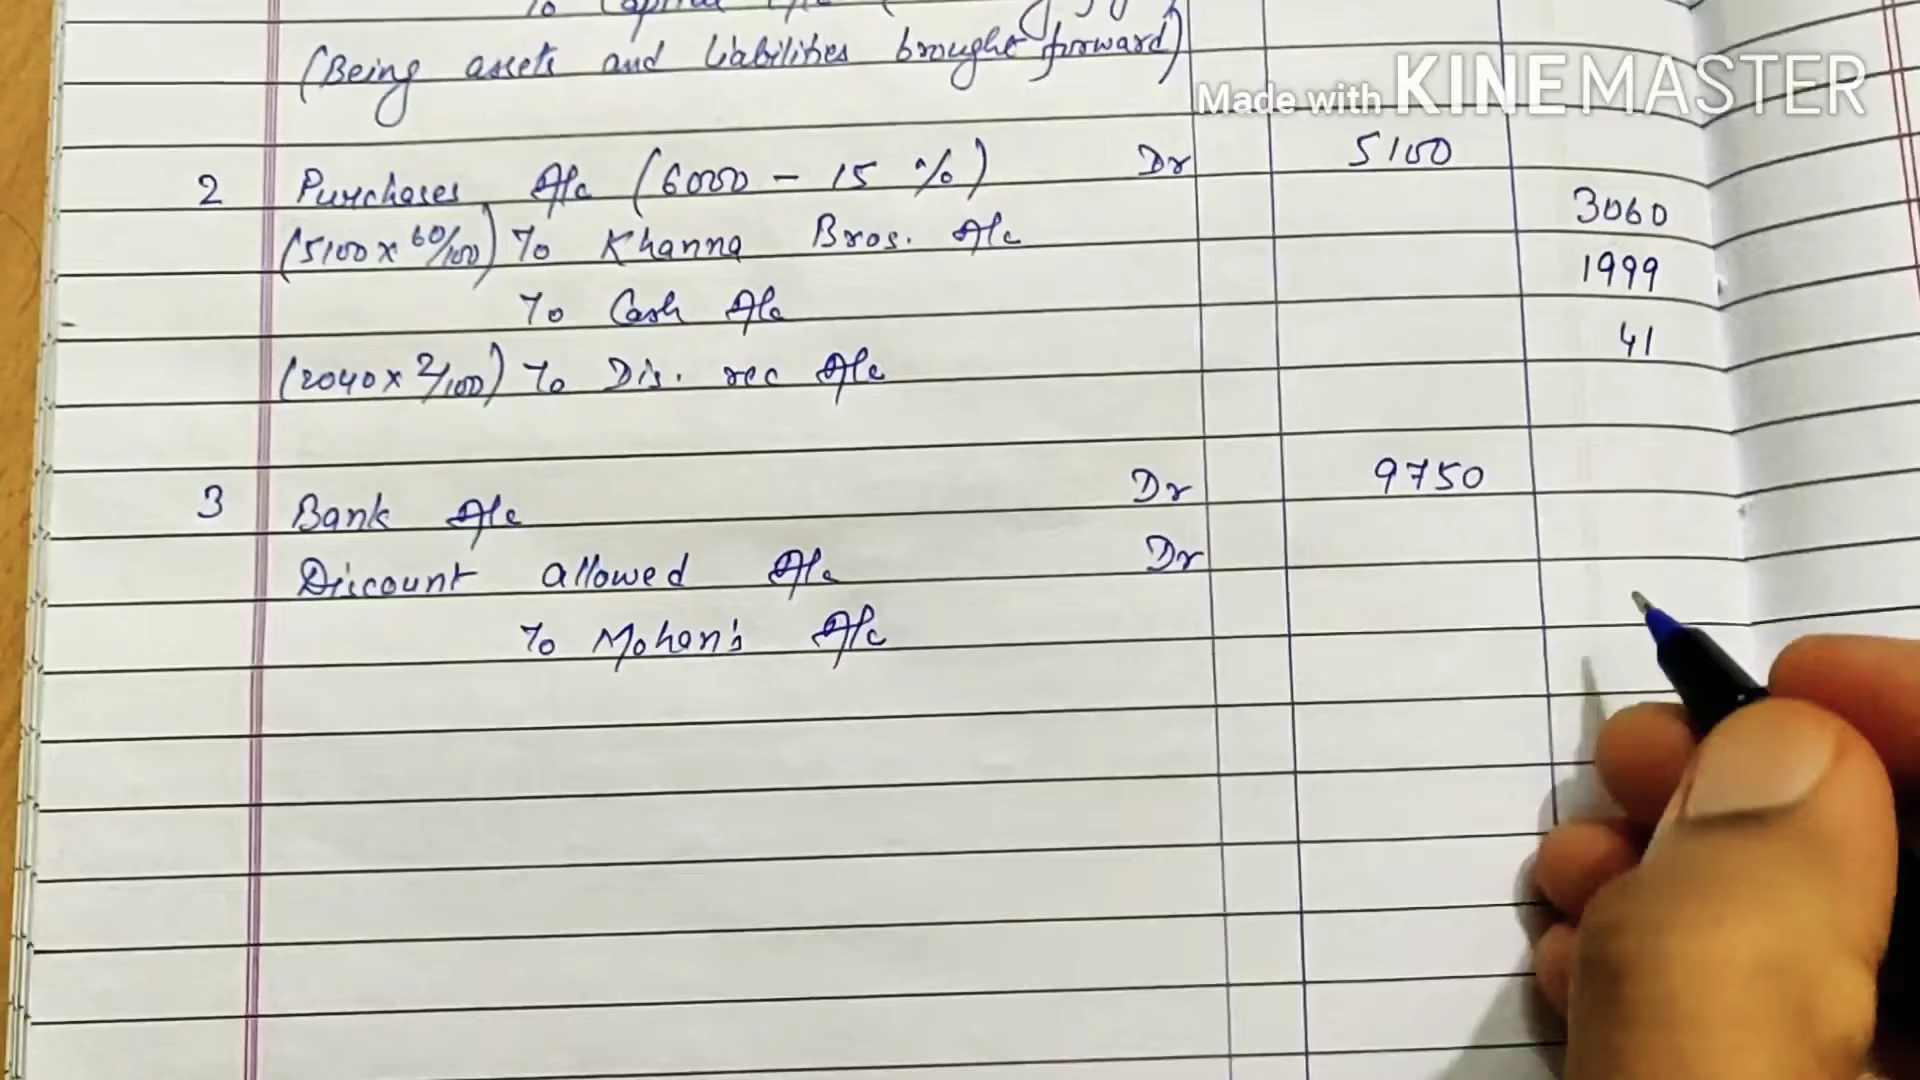 To Capital A/c
(Being assets and liabilities brought forward)
Made with KINEMASTER
2 Purchases A/c (6000 - 15 %) Dr 5100
(5100 x 60/100) To Khanna Bros. A/c 3060
To Cash A/c 1999
(2040 x 2/100) To Dis. rec A/c 41
3 Bank A/c Dr 9750
Discount allowed A/c Dr
To Mohan's A/c